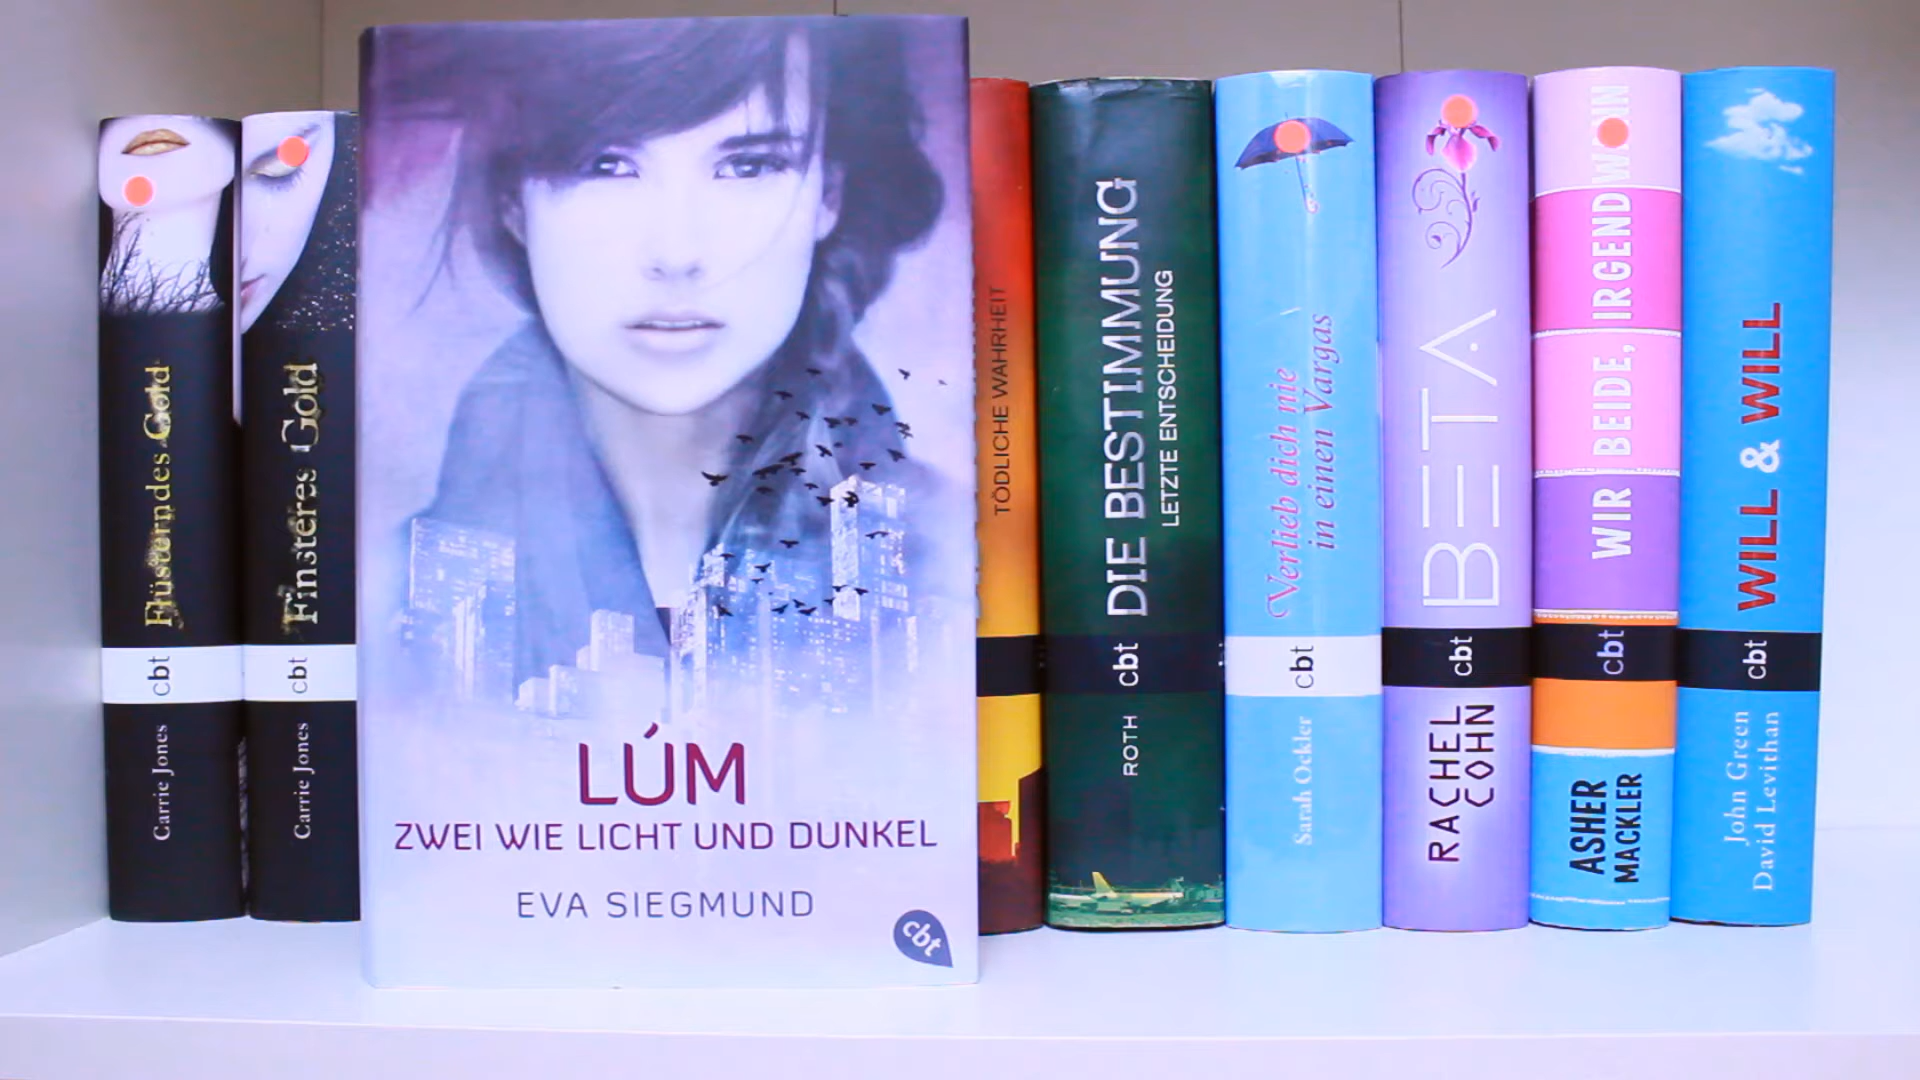 Flüsterndes Gold
cbt
Carrie Jones
Finsteres Gold
cbt
Carrie Jones
LÚM
ZWEI WIE LICHT UND DUNKEL
EVA SIEGMUND
cbt
TÖDLICHE WAHRHEIT
DIE BESTIMMUNG
LETZTE ENTSCHEIDUNG
cbt
ROTH
Verlieb dich nie
in einen Vargas
cbt
Sarah Ockler
BETA
cbt
RACHEL
COHN
WIR BEIDE, IRGENDWANN
cbt
ASHER
MACKLER
WILL & WILL
cbt
John Green
David Levithan